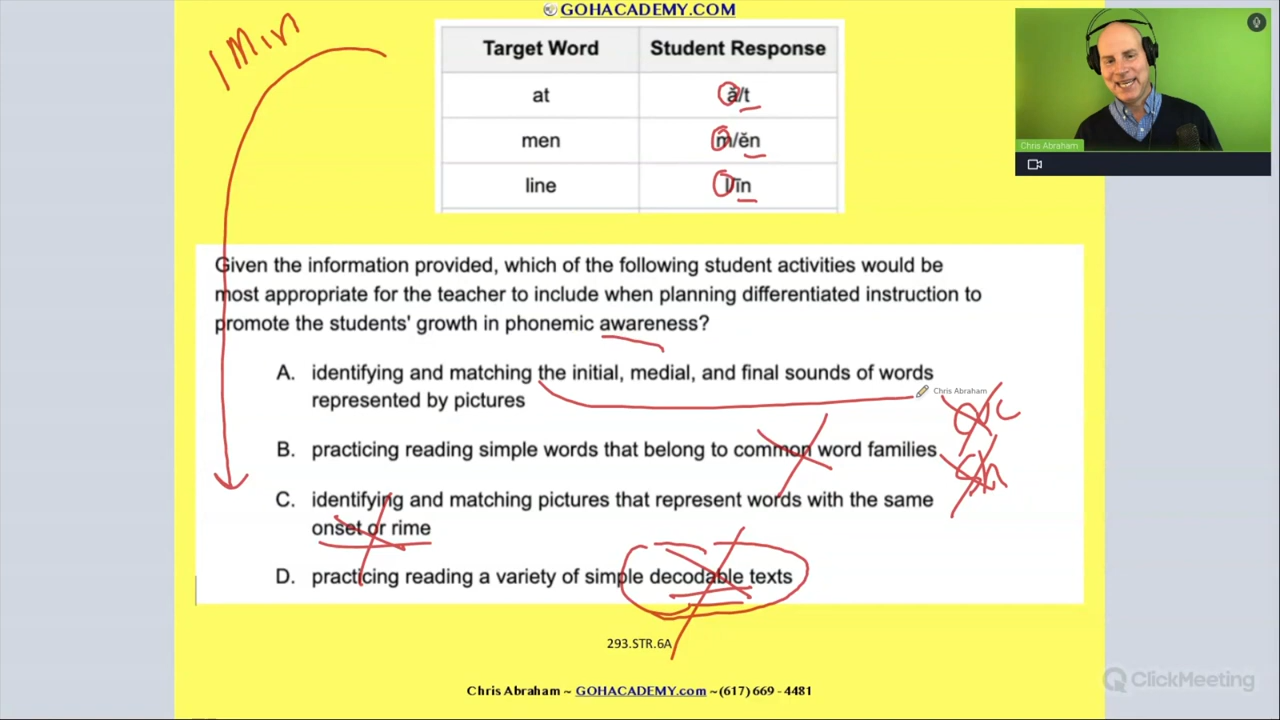 GOHACADEMY.COM
1 Min
Target Word Student Response
at ă/t
men m/ĕn
line l/īn
Chris Abraham
Given the information provided, which of the following student activities would be
most appropriate for the teacher to include when planning differentiated instruction to
promote the students' growth in phonemic awareness?
A. identifying and matching the initial, medial, and final sounds of words
represented by pictures
Chris Abraham
B. practicing reading simple words that belong to common word families
C. identifying and matching pictures that represent words with the same
onset or rime
D. practicing reading a variety of simple decodable texts
293.STR.6A
Chris Abraham ~ GOHACADEMY.com ~(617) 669 - 4481
ClickMeeting